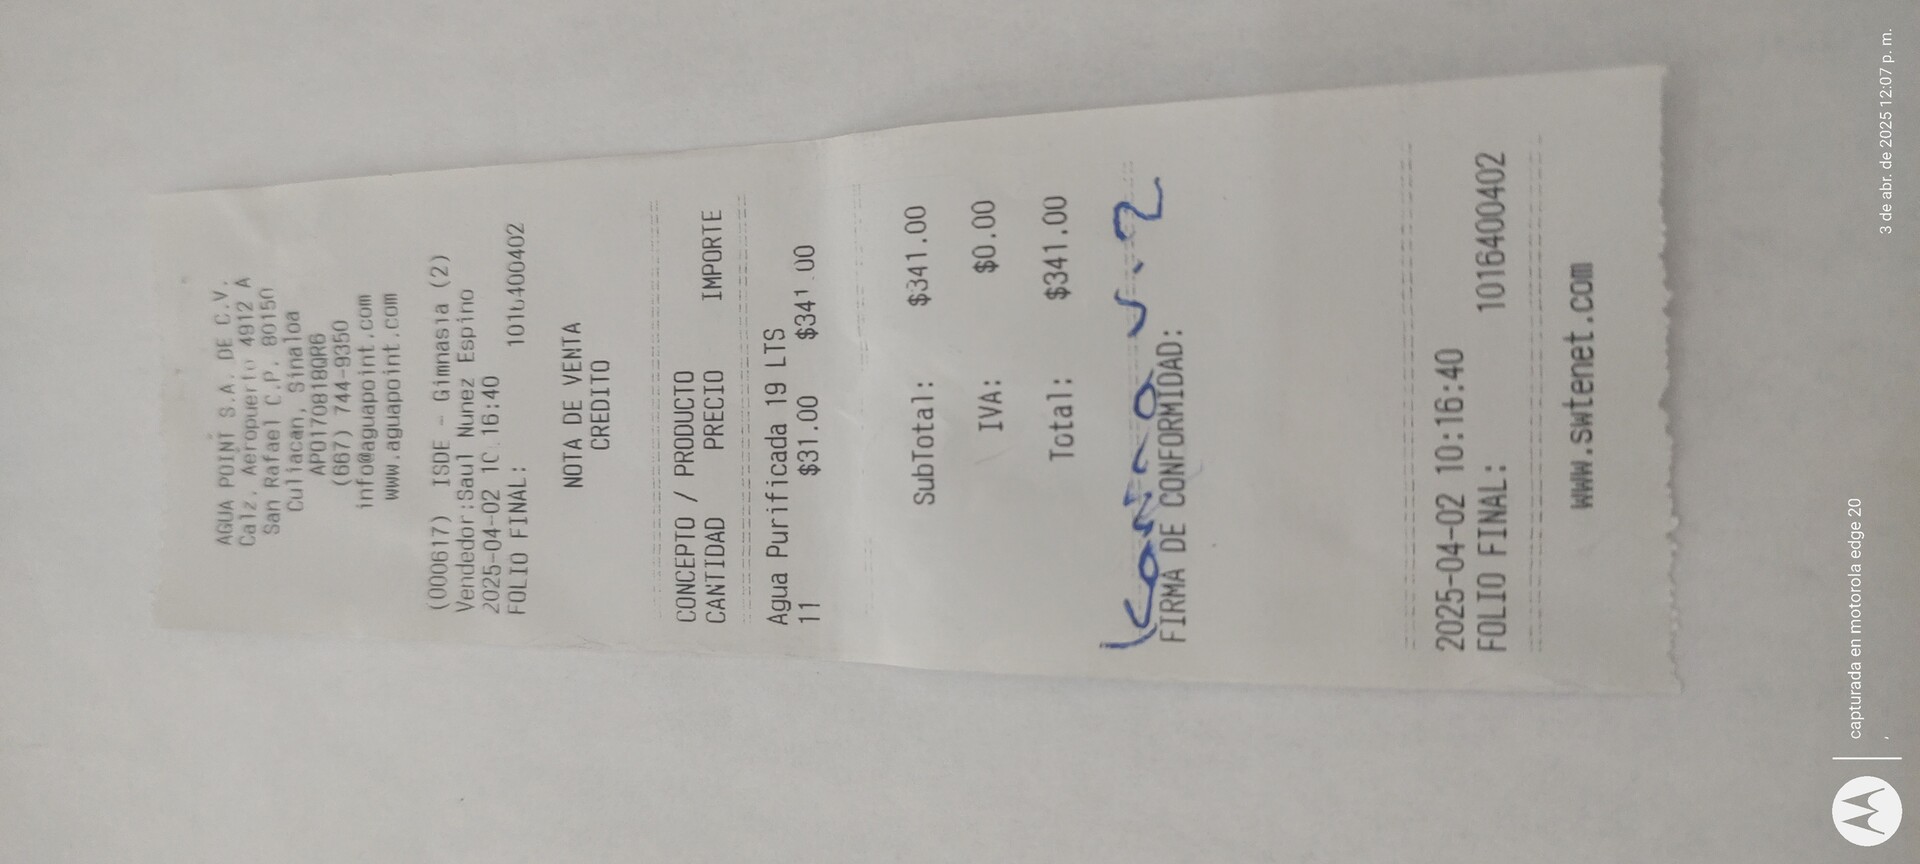 AGUA POINT S.A. DE C.V.
Calz. Aeropuerto 4912 A
San Rafael C.P. 80150
Culiacan, Sinaloa
APO170818QR6
(667) 744-9350
info@aguapoint.com
www.aguapoint.com
(000617) ISDE - Gimnasia (2)
Vendedor:Saul Nunez Espino
2025-04-02 10:16:40
FOLIO FINAL: 1016400402
NOTA DE VENTA
CREDITO
CONCEPTO / PRODUCTO
CANTIDAD PRECIO IMPORTE
Agua Purificada 19 LTS
11 $31.00 $341.00
SubTotal: $341.00
IVA: $0.00
Total: $341.00
FIRMA DE CONFORMIDAD:
2025-04-02 10:16:40
FOLIO FINAL: 1016400402
www.swtenet.com
capturada en motorola edge 20
, 3 de abr. de 2025 12:07 p. m.